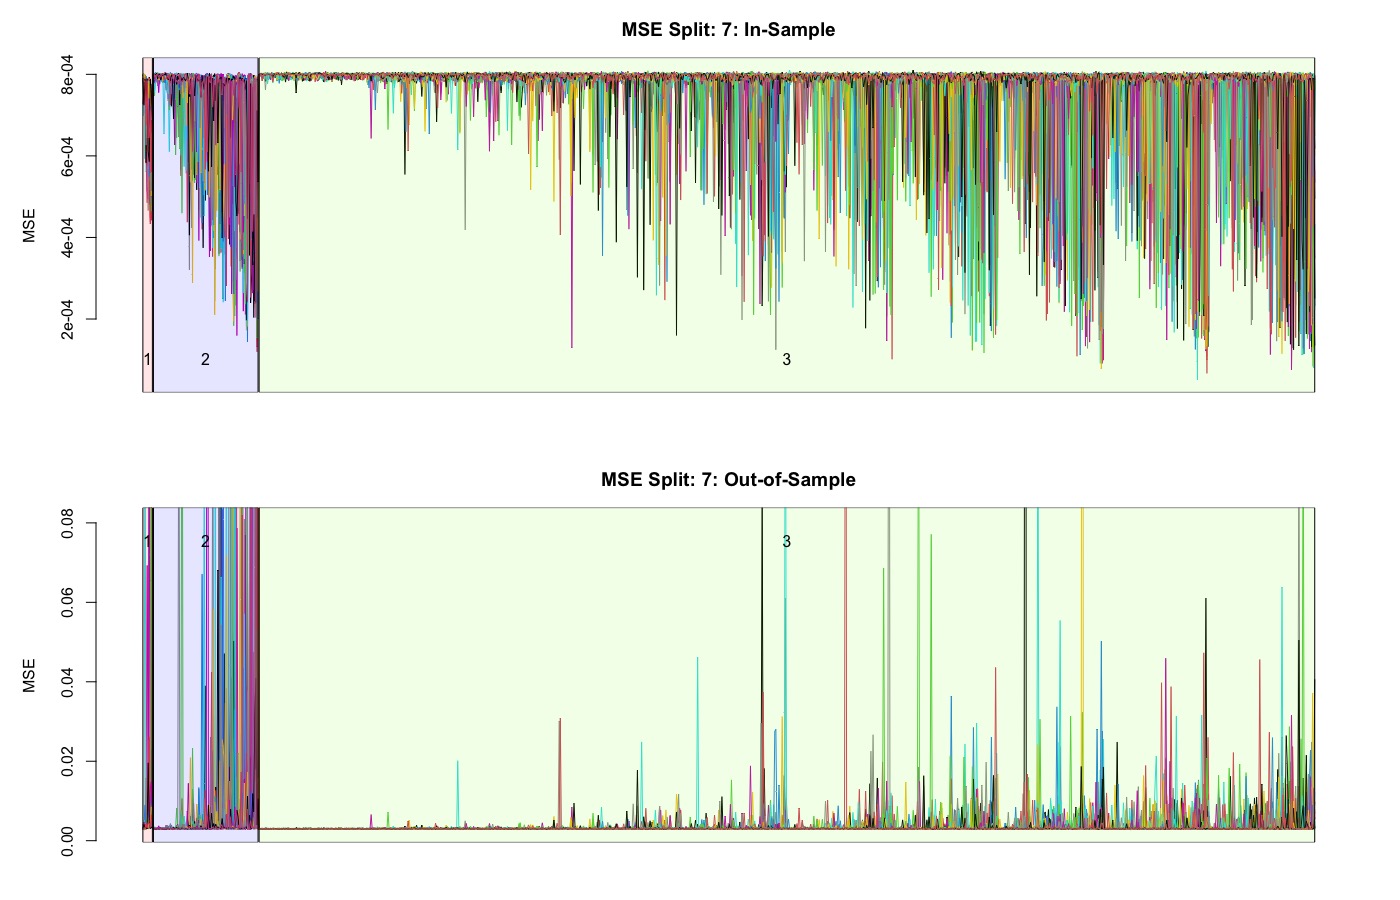 MSE Split: 7: In-Sample
MSE
8e-04
6e-04
4e-04
2e-04
1
2
3
MSE Split: 7: Out-of-Sample
MSE
0.08
0.06
0.04
0.02
0.00
1
2
3